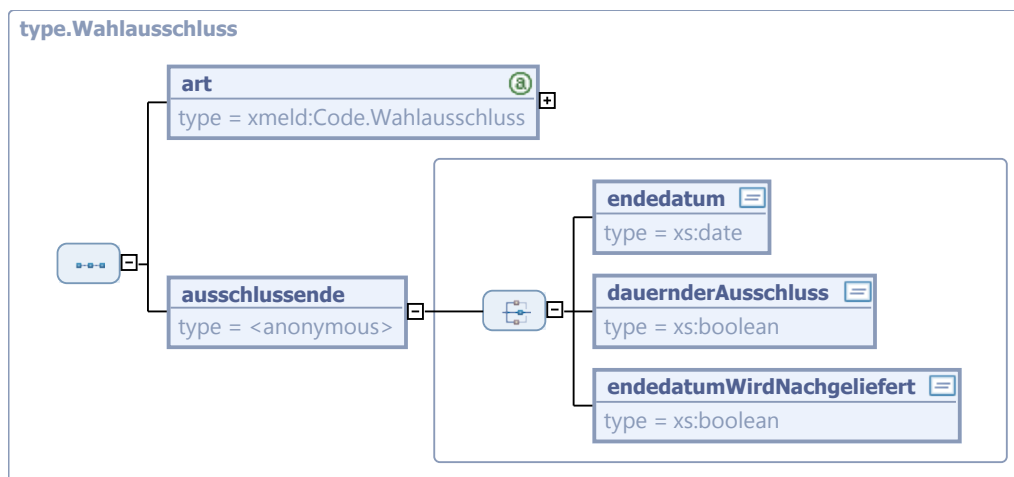 type.Wahlausschluss
art
type = xmeld:Code.Wahlausschluss
ausschlussende
type = <anonymous>
endedatum
type = xs:date
dauernderAusschluss
type = xs:boolean
endedatumWirdNachgeliefert
type = xs:boolean